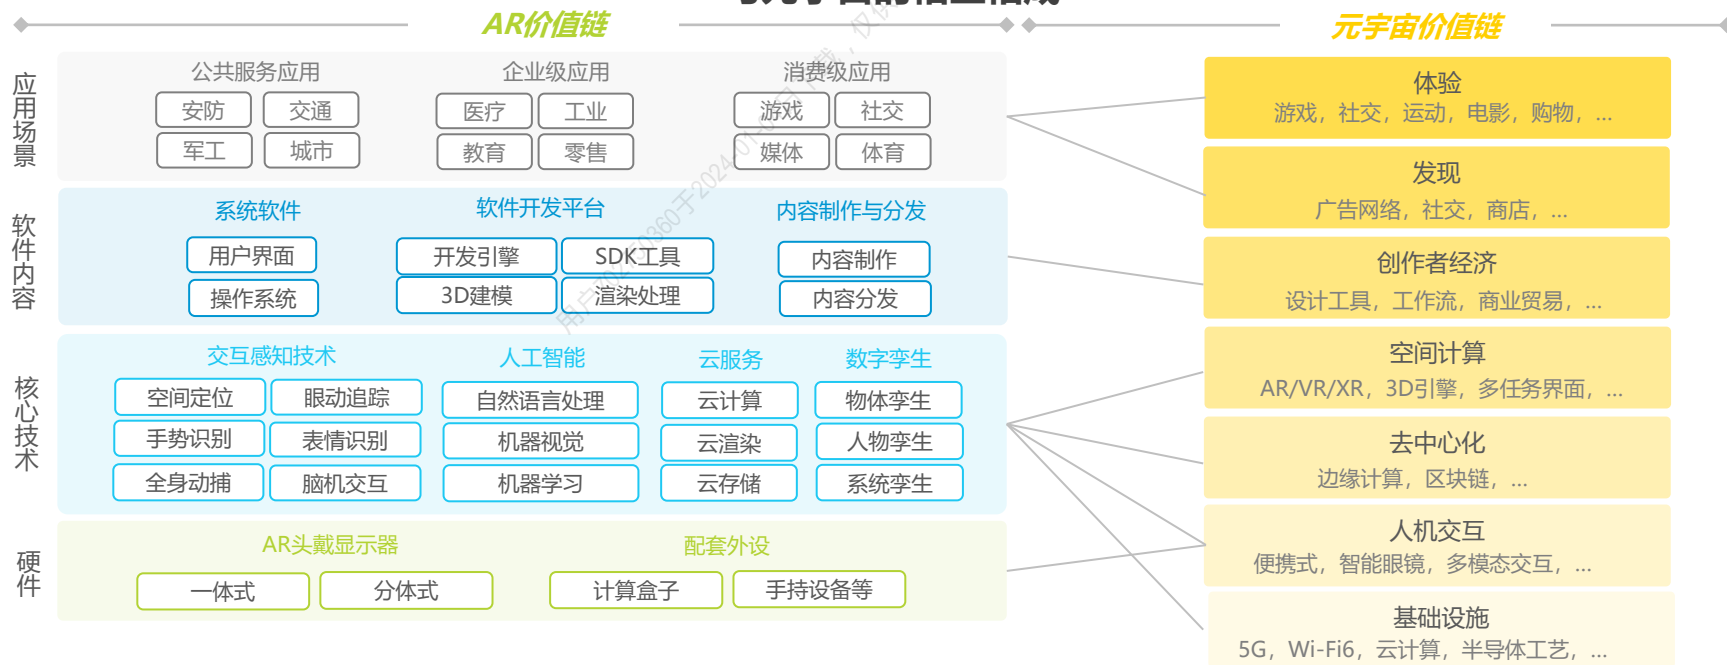 AR价值链
元宇宙价值链
应用场景
公共服务应用
安防 交通
军工 城市
企业级应用
医疗 工业
教育 零售
消费级应用
游戏 社交
媒体 体育
软件内容
系统软件
用户界面
操作系统
软件开发平台
开发引擎 SDK工具
3D建模 渲染处理
内容制作与分发
内容制作
内容分发
核心技术
交互感知技术
空间定位 眼动追踪
手势识别 表情识别
全身动捕 脑机交互
人工智能
自然语言处理
机器视觉
机器学习
云服务
云计算
云渲染
云存储
数字孪生
物体孪生
人物孪生
系统孪生
硬件
AR头戴显示器
一体式 分体式
配套外设
计算盒子 手持设备等
体验
游戏，社交，运动，电影，购物，...
发现
广告网络，社交，商店，...
创作者经济
设计工具，工作流，商业贸易，...
空间计算
AR/VR/XR，3D引擎，多任务界面，...
去中心化
边缘计算，区块链，...
人机交互
便携式，智能眼镜，多模态交互，...
基础设施
5G，Wi-Fi6，云计算，半导体工艺，...